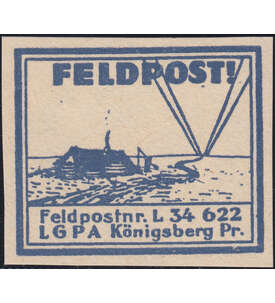 FELDPOST!
Feldpostnr. L 34 622
LGPA Königsberg Pr.